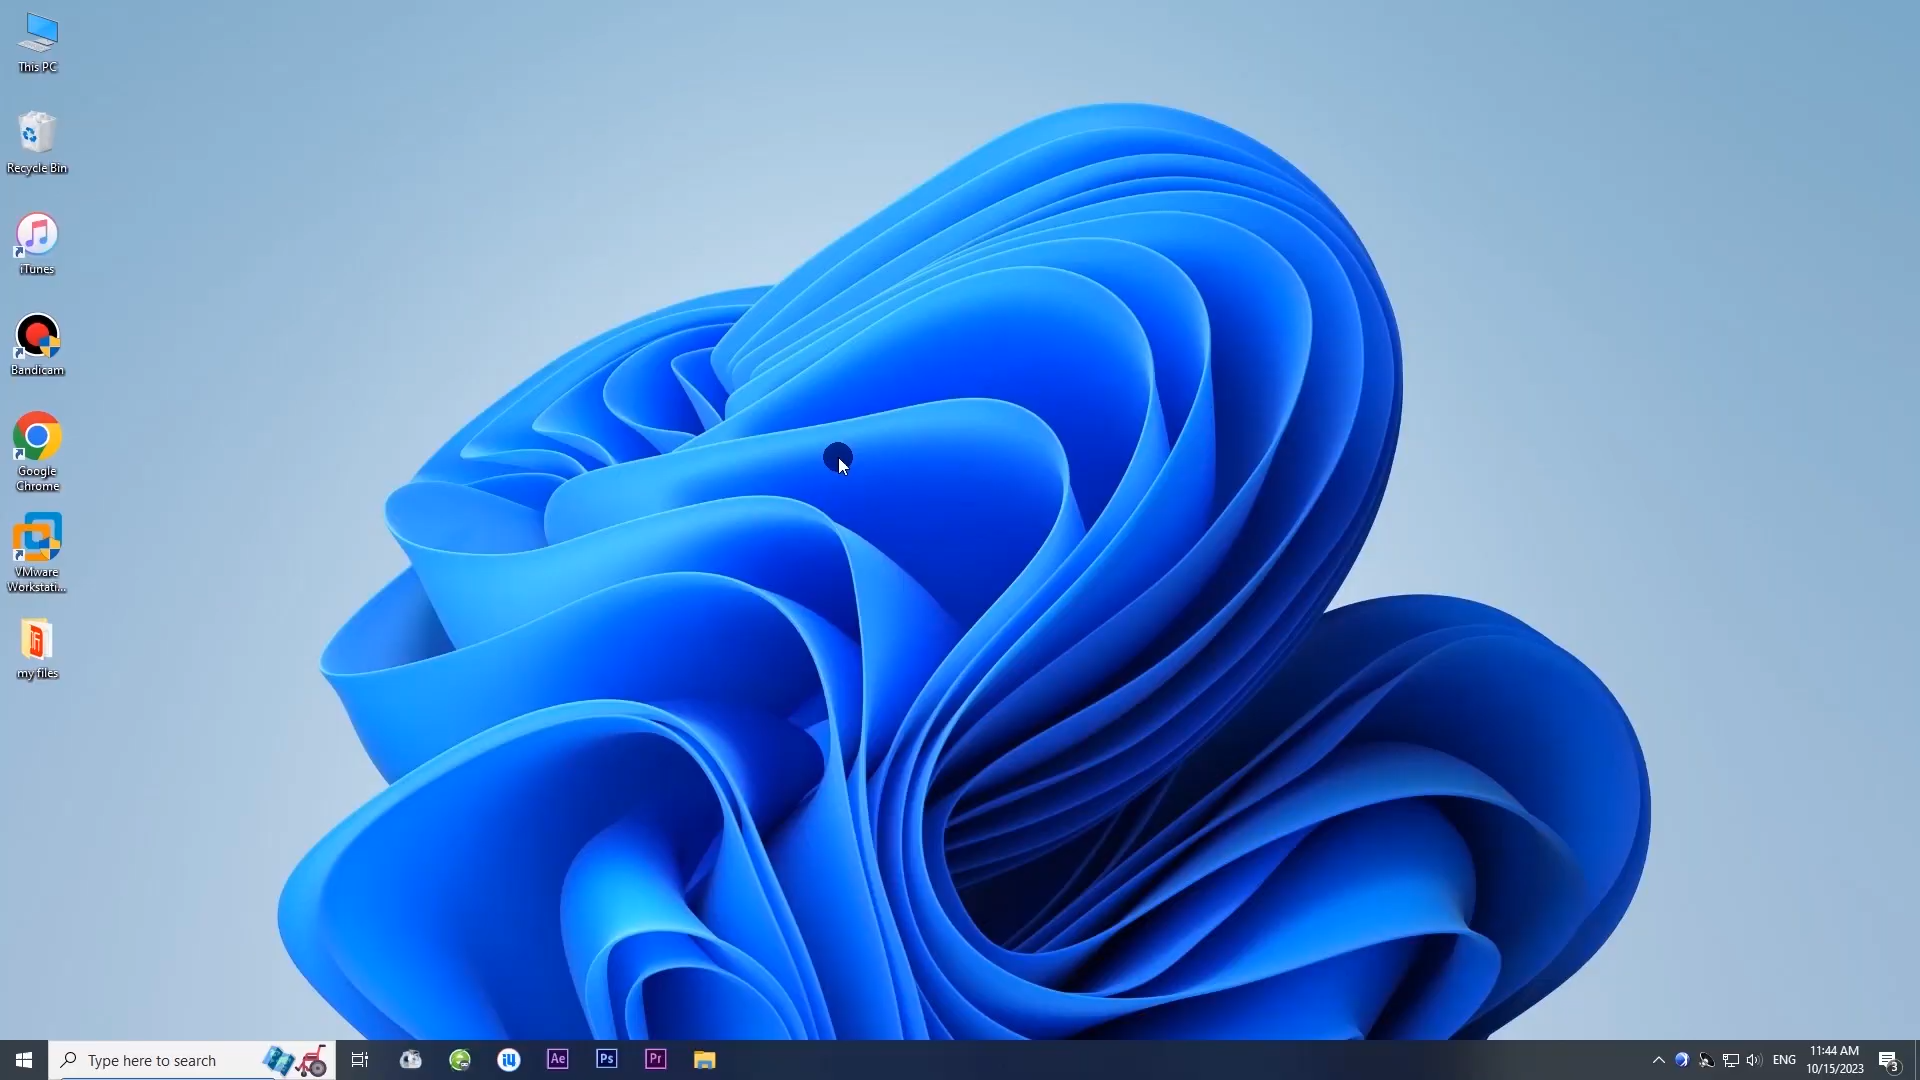 This PC
Recycle Bin
iTunes
Bandicam
Google
Chrome
VMware
Workstati...
my files
Type here to search
Ae
Ps
Pr
ENG
11:44 AM
10/15/2023
3